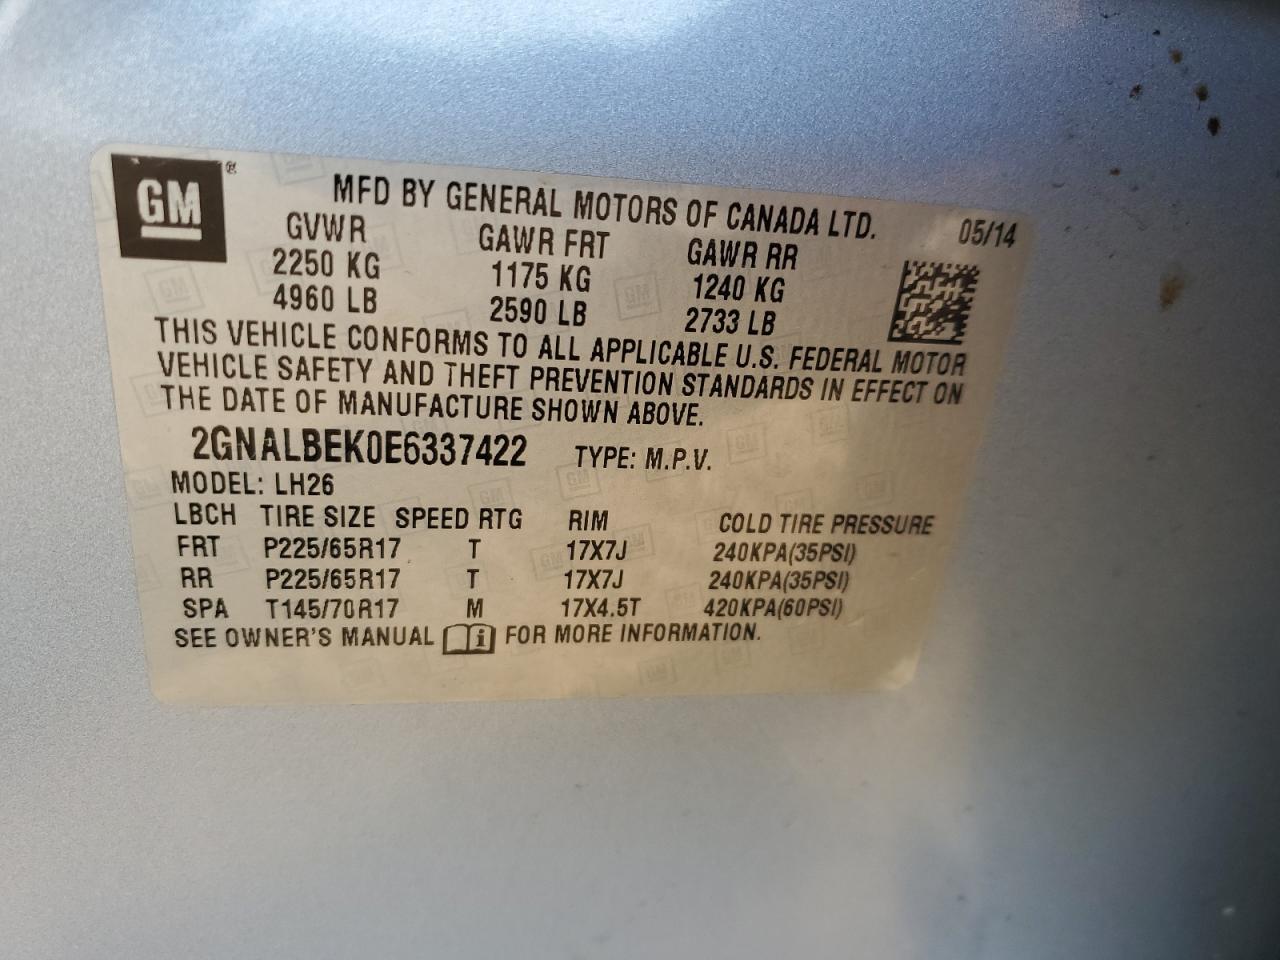 GM®
MFD BY GENERAL MOTORS OF CANADA LTD.
05/14
GVWR GAWR FRT GAWR RR
2250 KG 1175 KG 1240 KG
4960 LB 2590 LB 2733 LB
THIS VEHICLE CONFORMS TO ALL APPLICABLE U.S. FEDERAL MOTOR
VEHICLE SAFETY AND THEFT PREVENTION STANDARDS IN EFFECT ON
THE DATE OF MANUFACTURE SHOWN ABOVE.
2GNALBEK0E6337422 TYPE: M.P.V.
MODEL: LH26
LBCH TIRE SIZE SPEED RTG RIM COLD TIRE PRESSURE
FRT P225/65R17 T 17X7J 240KPA(35PSI)
RR P225/65R17 T 17X7J 240KPA(35PSI)
SPA T145/70R17 M 17X4.5T 420KPA(60PSI)
SEE OWNER'S MANUAL i FOR MORE INFORMATION.